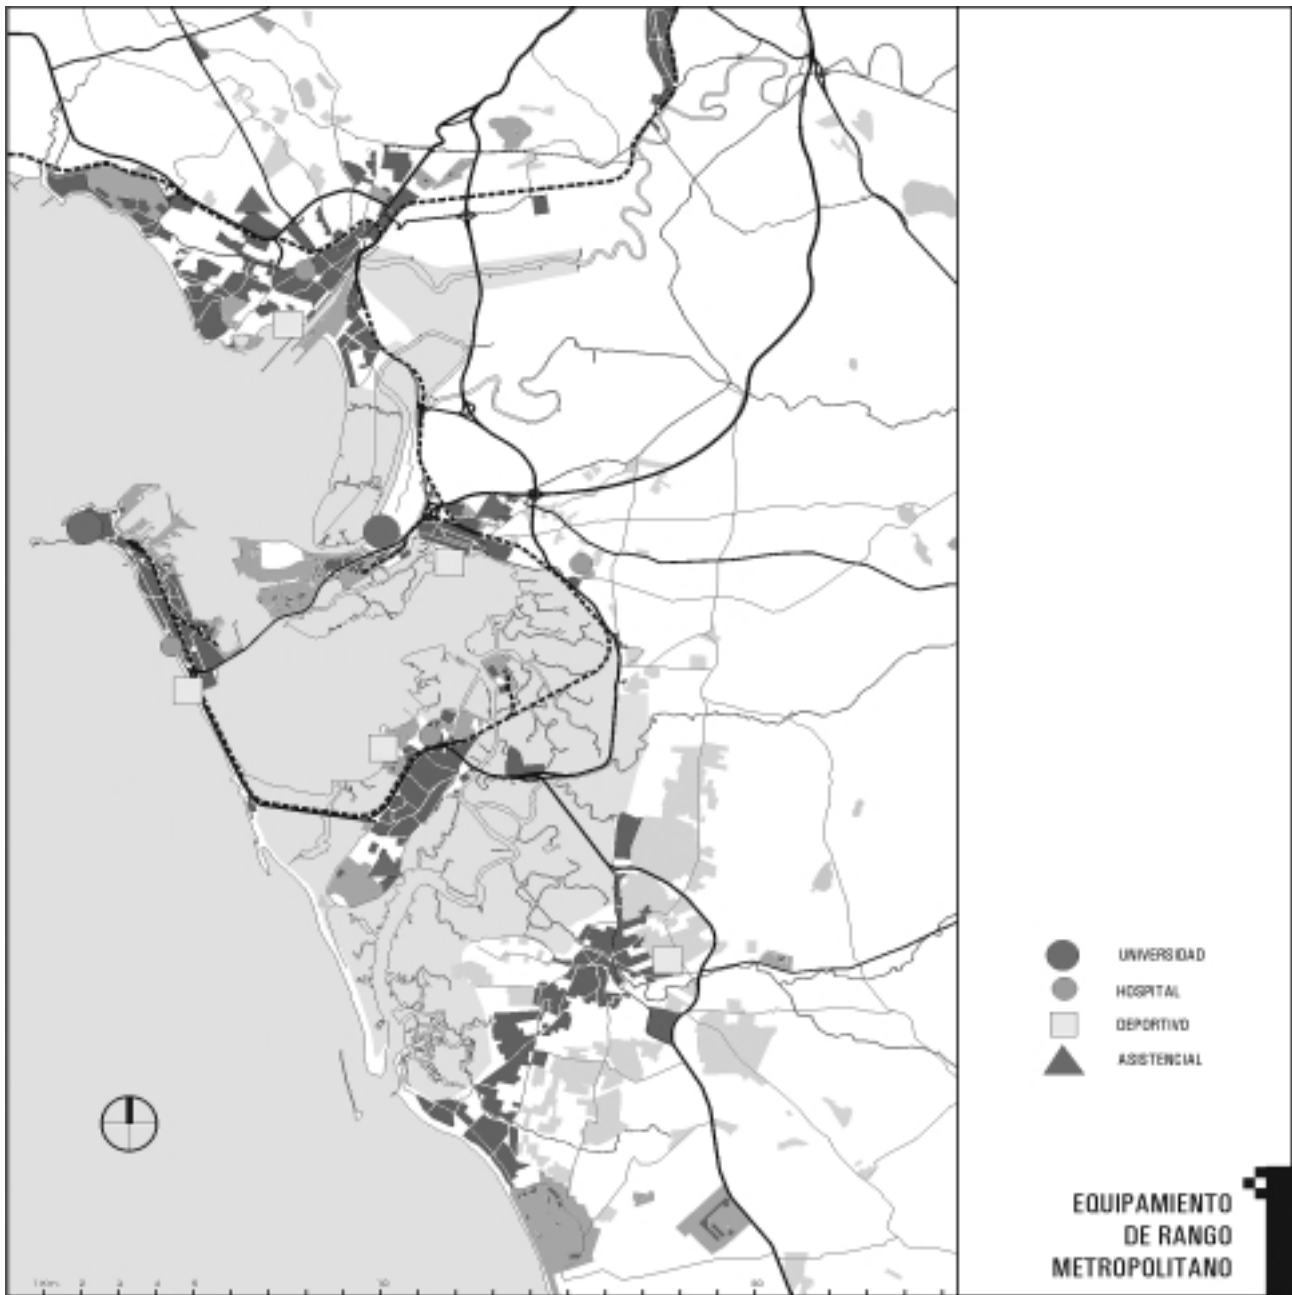 UNIVERSIDAD
HOSPITAL
DEPORTIVO
ASISTENCIAL
EQUIPAMIENTO
DE RANGO
METROPOLITANO